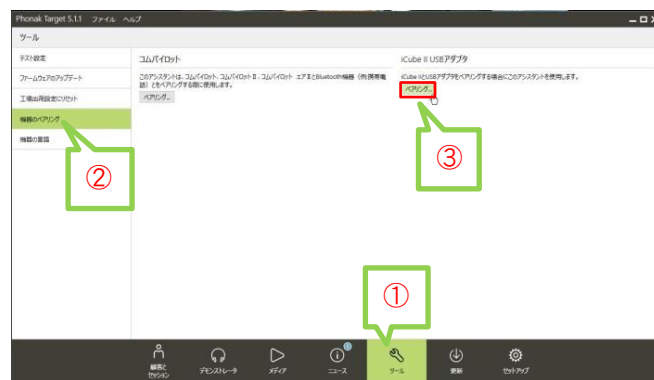 Phonak Target 5.1.1 ファイル ヘルプ
ツール
テスト設定
ファームウェアのアップデート
工場出荷設定にリセット
機器のペアリング
機器の言語
コムパイロット
このアシスタントは、コムパイロット、コムパイロット II、コムパイロット エア II とBluetooth機器（例:携帯電
話）とをペアリングする際に使用します。
ペアリング...
iCube II USBアダプタ
iCube IIとUSBアダプタをペアリングする場合にこのアシスタントを使用します。
ペアリング...
②
③
①
顧客と
セッション
デモンストレータ
メディア
ニュース
ツール
更新
セットアップ